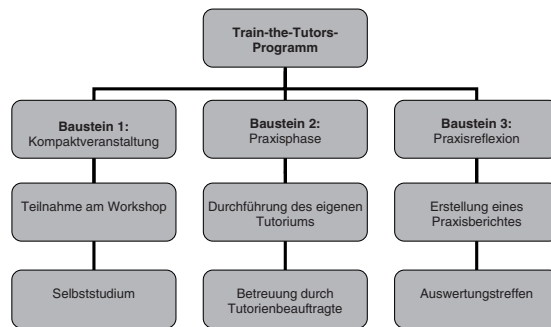 Train-the-Tutors-
Programm
Baustein 1:
Kompaktveranstaltung
Baustein 2:
Praxisphase
Baustein 3:
Praxisreflexion
Teilnahme am Workshop
Durchführung des eigenen
Tutoriums
Erstellung eines
Praxisberichtes
Selbststudium
Betreuung durch
Tutorienbeauftragte
Auswertungstreffen